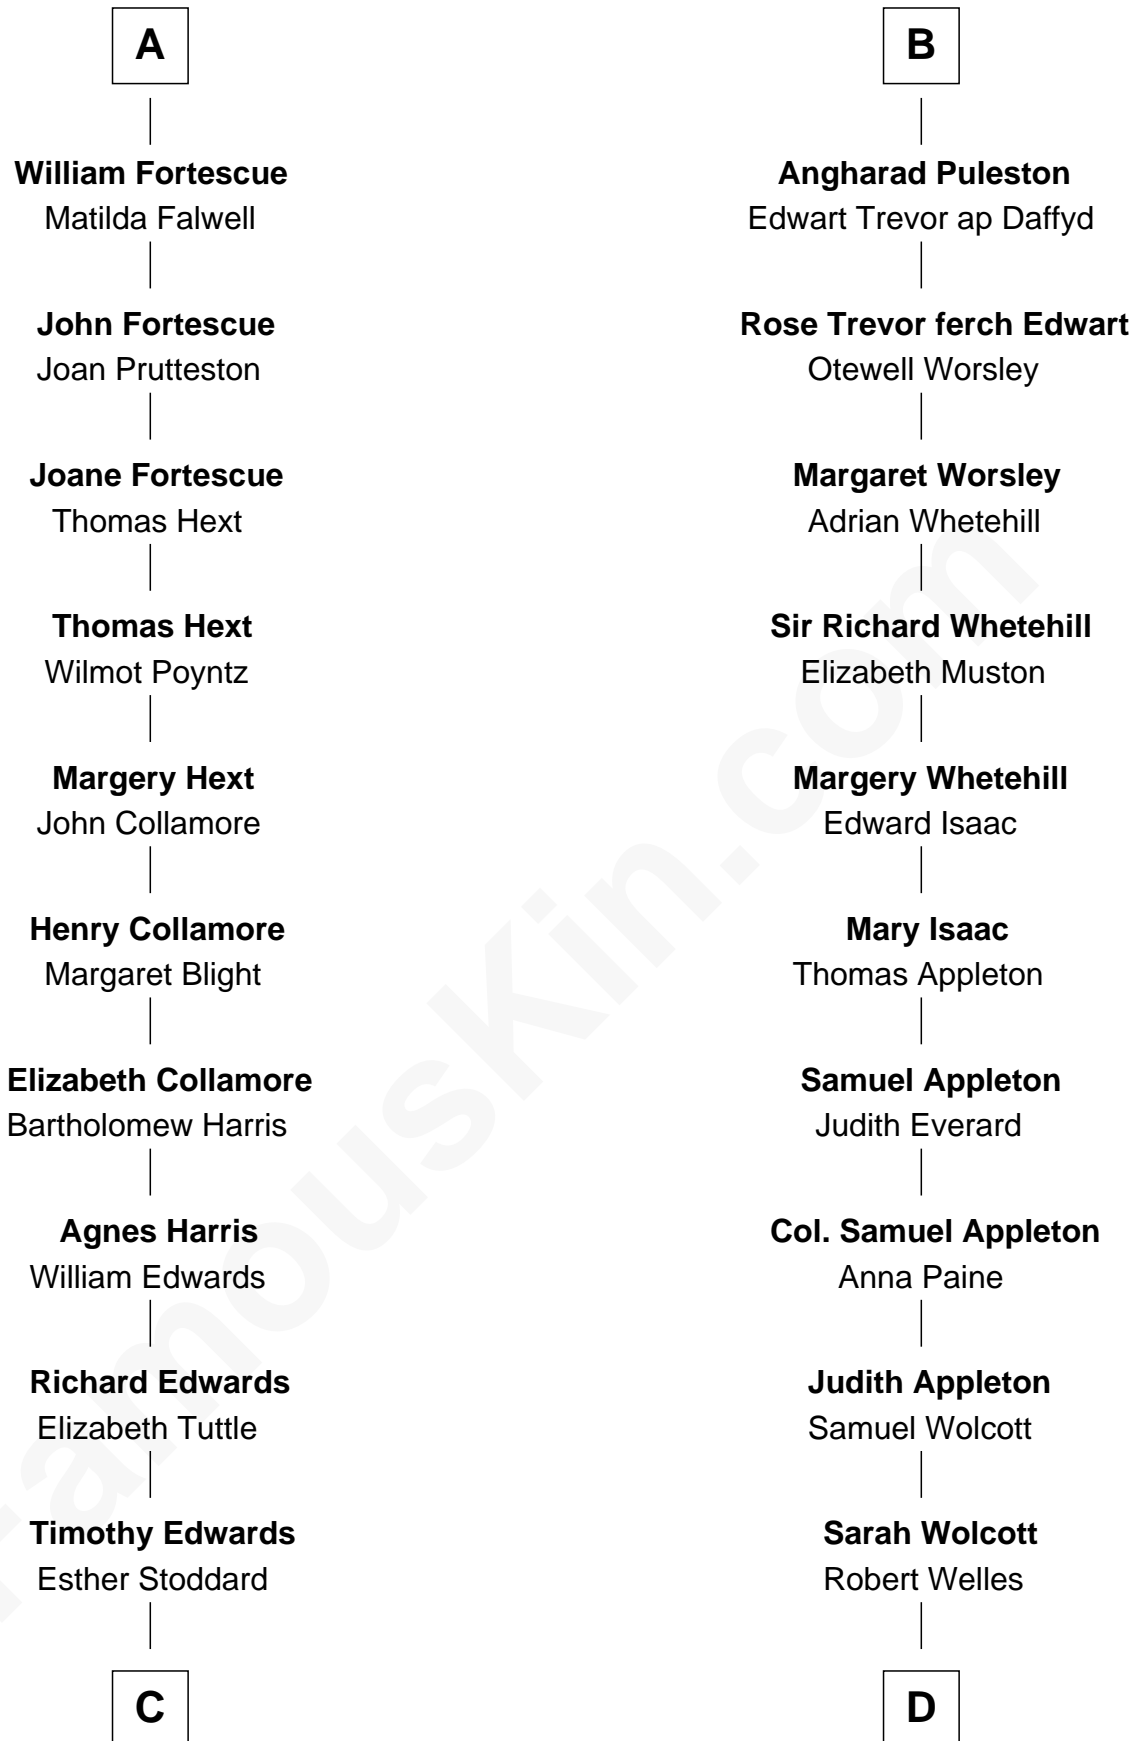 A
William Fortescue
Matilda Falwell
John Fortescue
Joan Prutteston
Joane Fortescue
Thomas Hext
Thomas Hext
Wilmot Poyntz
Margery Hext
John Collamore
Henry Collamore
Margaret Blight
Elizabeth Collamore
Bartholomew Harris
Agnes Harris
William Edwards
Richard Edwards
Elizabeth Tuttle
Timothy Edwards
Esther Stoddard
C
B
Angharad Puleston
Edwart Trevor ap Daffyd
Rose Trevor ferch Edwart
Otewell Worsley
Margaret Worsley
Adrian Whetehill
Sir Richard Whetehill
Elizabeth Muston
Margery Whetehill
Edward Isaac
Mary Isaac
Thomas Appleton
Samuel Appleton
Judith Everard
Col. Samuel Appleton
Anna Paine
Judith Appleton
Samuel Wolcott
Sarah Wolcott
Robert Welles
D
FamousKin.com